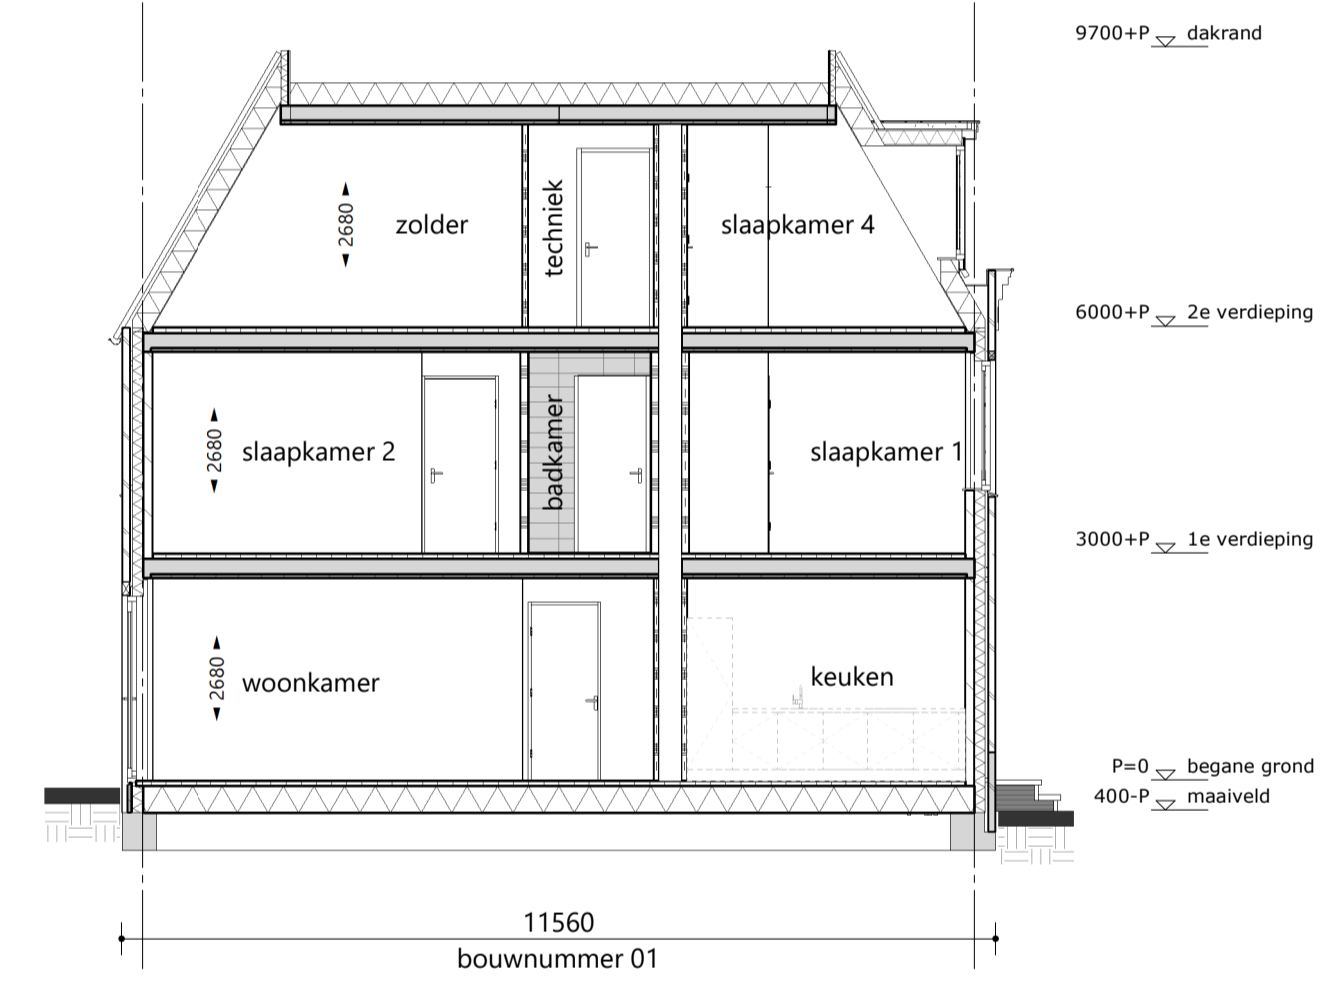 9700+P dakrand
zolder
2680
techniek
slaapkamer 4
6000+P 2e verdieping
slaapkamer 2
2680
badkamer
slaapkamer 1
3000+P 1e verdieping
woonkamer
2680
keuken
P=0 begane grond
400-P maaiveld
11560
bouwnummer 01